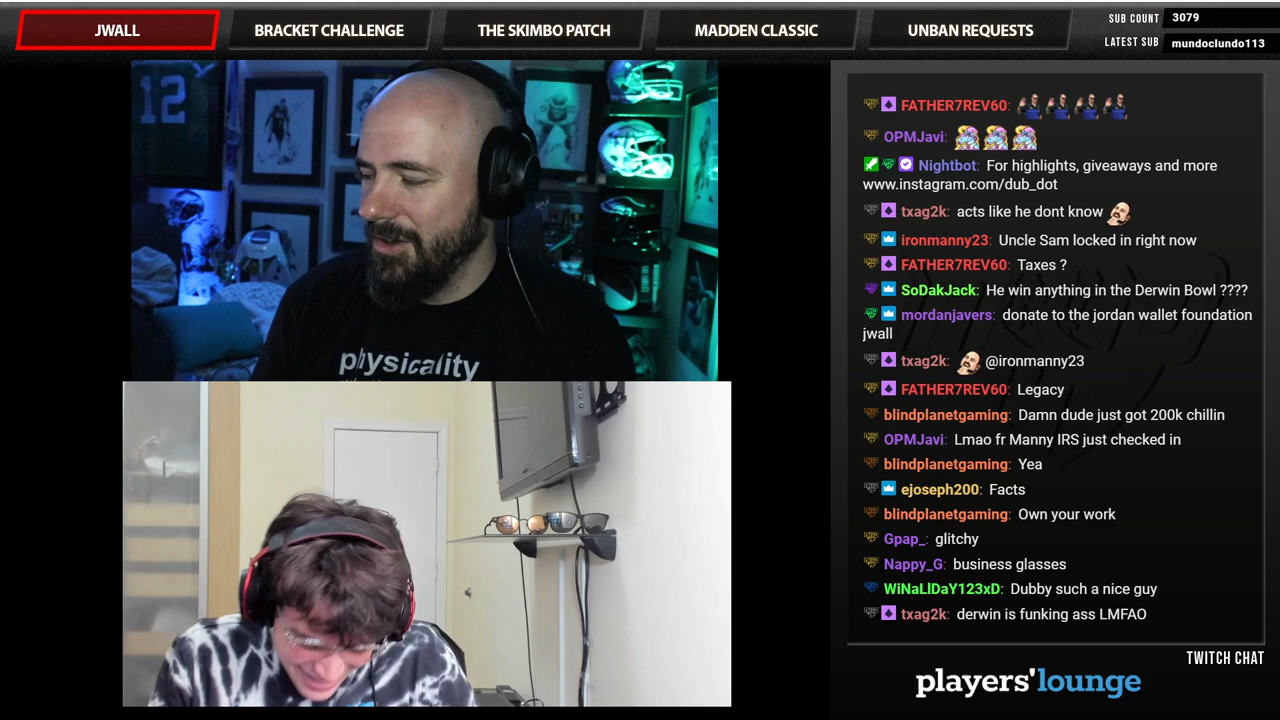 JWALL
BRACKET CHALLENGE
THE SKIMBO PATCH
MADDEN CLASSIC
UNBAN REQUESTS
SUB COUNT 3079
LATEST SUB mundoclundo113
12
physicality
FATHER7REV60:
OPMJavi:
Nightbot: For highlights, giveaways and more
www.instagram.com/dub_dot
txag2k: acts like he dont know
ironmanny23: Uncle Sam locked in right now
FATHER7REV60: Taxes ?
SoDakJack: He win anything in the Derwin Bowl ????
mordanjavers: donate to the jordan wallet foundation
jwall
txag2k: @ironmanny23
FATHER7REV60: Legacy
blindplanetgaming: Damn dude just got 200k chillin
OPMJavi: Lmao fr Manny IRS just checked in
blindplanetgaming: Yea
ejoseph200: Facts
blindplanetgaming: Own your work
Gpap_: glitchy
Nappy_G: business glasses
WiNaLlDaY123xD: Dubby such a nice guy
txag2k: derwin is funking ass LMFAO
TWITCH CHAT
players'lounge